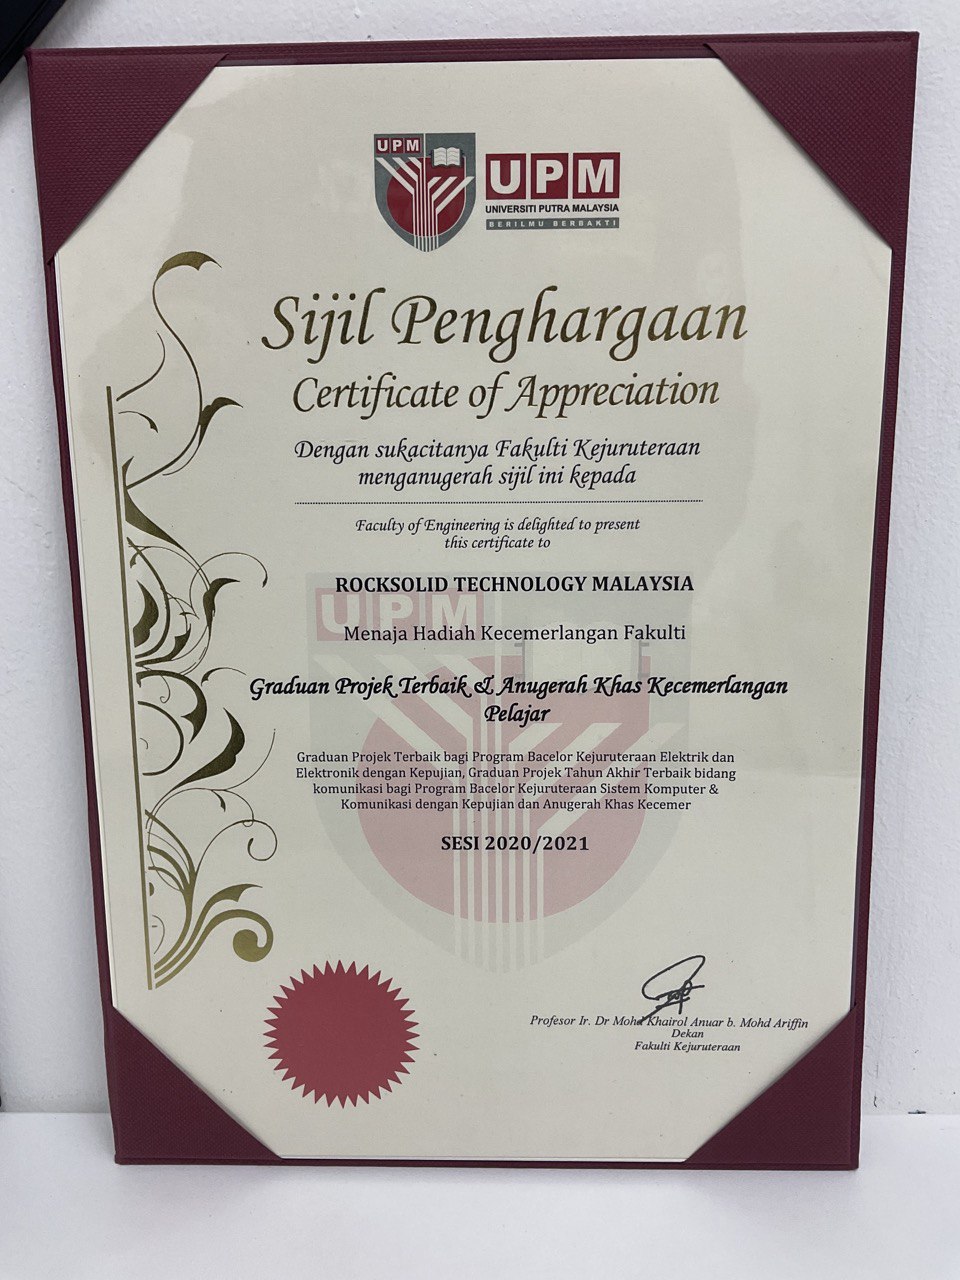 UPM
UPM
UNIVERSITI PUTRA MALAYSIA
BERILMU BERBAKTI
Sijil Penghargaan
Certificate of Appreciation
Dengan sukacitanya Fakulti Kejuruteraan
menganugerah sijil ini kepada
Faculty of Engineering is delighted to present
this certificate to
ROCKSOLID TECHNOLOGY MALAYSIA
UPM
Menaja Hadiah Kecemerlangan Fakulti
Graduan Projek Terbaik & Anugerah Khas Kecemerlangan
Pelajar
Graduan Projek Terbaik bagi Program Bacelor Kejuruteraan Elektrik dan
Elektronik dengan Kepujian, Graduan Projek Tahun Akhir Terbaik bidang
komunikasi bagi Program Bacelor Kejuruteraan Sistem Komputer &
Komunikasi dengan Kepujian dan Anugerah Khas Kecemer
SESI 2020/2021
Profesor Ir. Dr Mohd Khairol Anuar b. Mohd Ariffin
Dekan
Fakulti Kejuruteraan